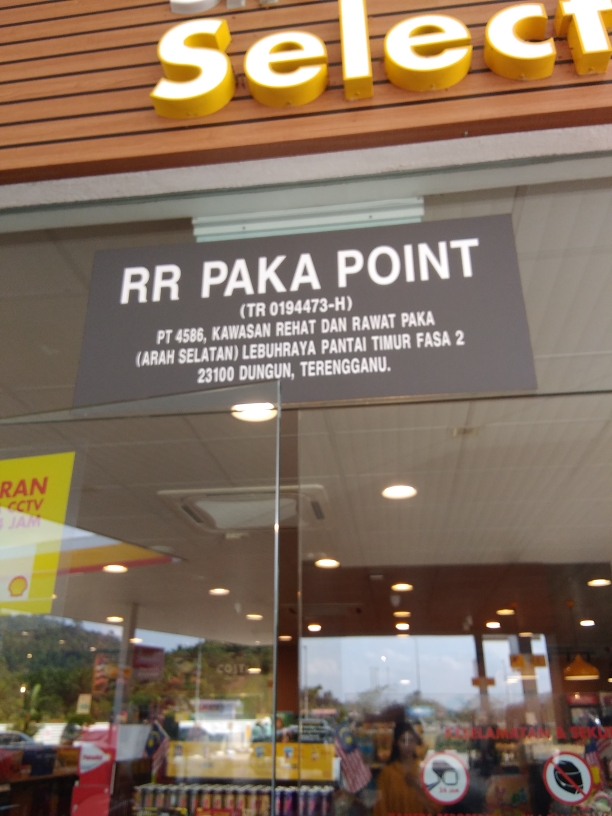 Select
RR PAKA POINT
(TR 0194473-H)
PT 4586, KAWASAN REHAT DAN RAWAT PAKA
(ARAH SELATAN) LEBUHRAYA PANTAI TIMUR FASA 2
23100 DUNGUN, TERENGGANU.
RAN
CCTV
JAM